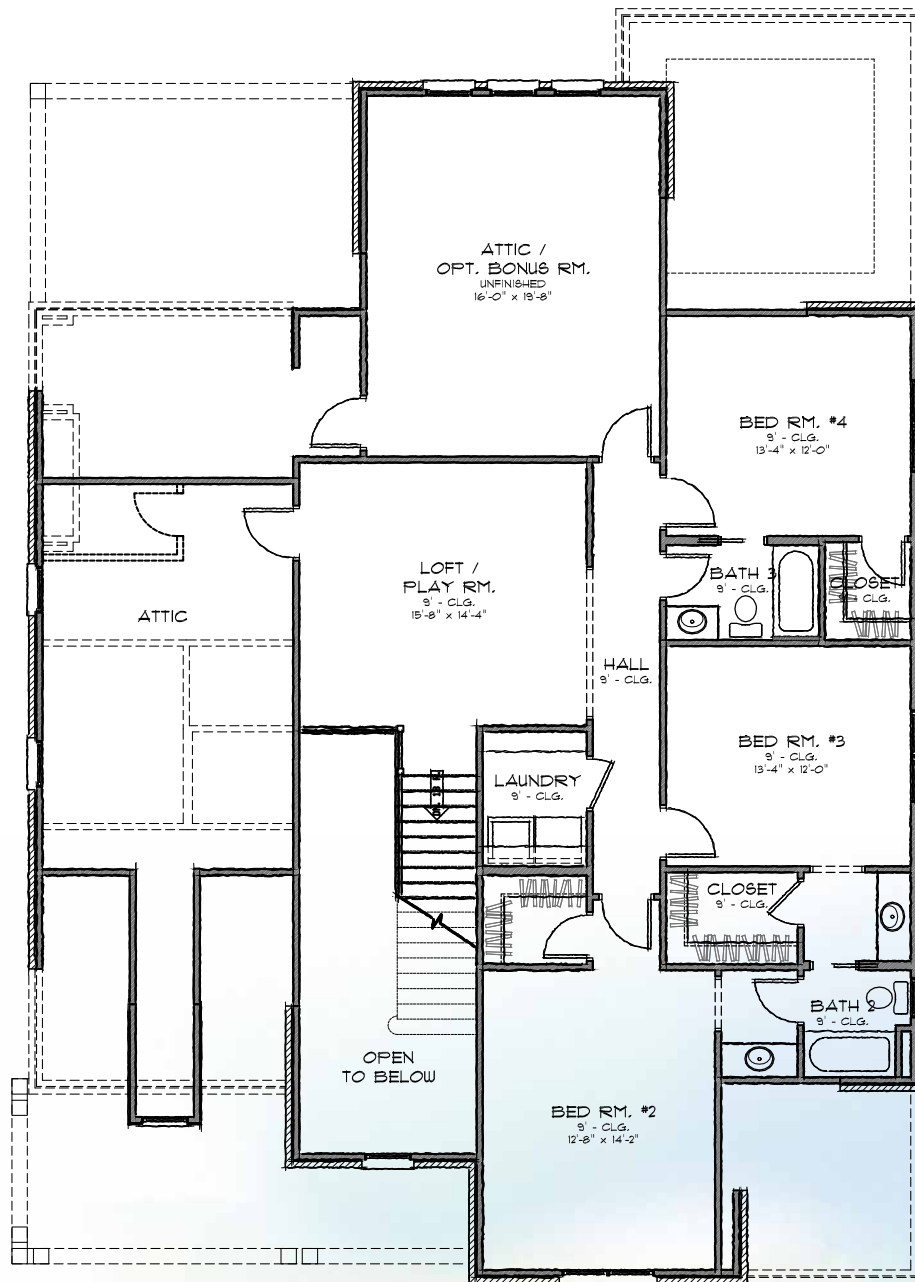 ATTIC /
OPT. BONUS RM.
UNFINISHED
16'-0" x 19'-8"
BED RM. #4
9' - CLG.
13'-4" x 12'-0"
LOFT /
PLAY RM.
9' - CLG.
15'-8" x 14'-4"
BATH 3
9' - CLG.
CLOSET
CLG.
ATTIC
HALL
9' - CLG.
BED RM. #3
9' - CLG.
13'-4" x 12'-0"
LAUNDRY
9' - CLG.
CLOSET
9' - CLG.
BATH 2
9' - CLG.
OPEN
TO BELOW
BED RM. #2
9' - CLG.
12'-8" x 14'-2"